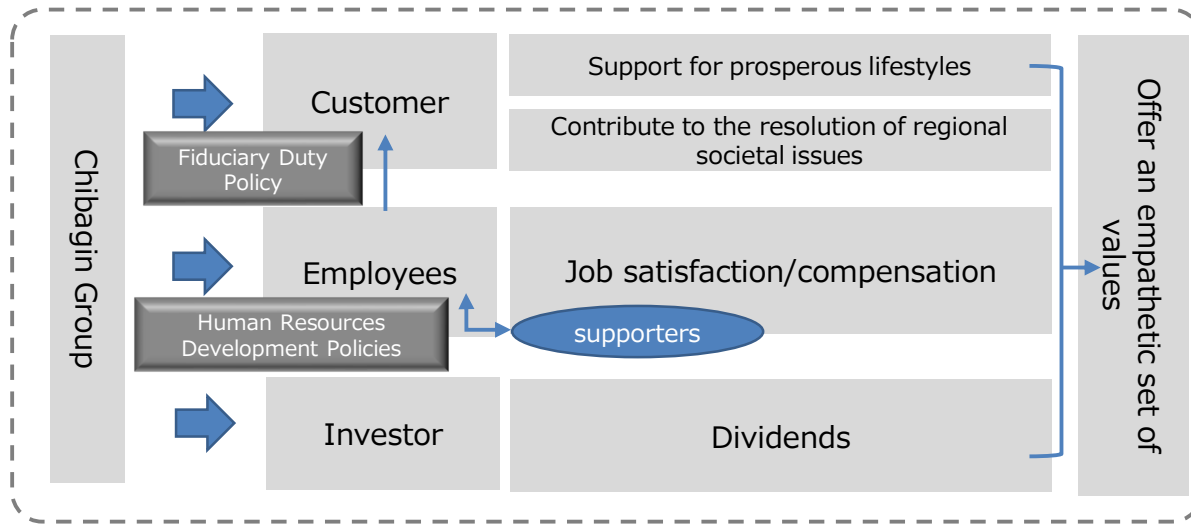 Chibagin Group
Customer
Support for prosperous lifestyles
Contribute to the resolution of regional
societal issues
Fiduciary Duty
Policy
Employees
Job satisfaction/compensation
supporters
Human Resources
Development Policies
Investor
Dividends
Offer an empathetic set of
values